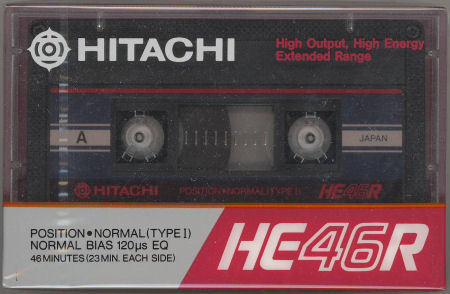 HITACHI
High Output, High Energy
Extended Range
A
JAPAN
HITACHI
POSITION•NORMAL(TYPE I)
HE46R
POSITION•NORMAL(TYPE I)
NORMAL BIAS 120µs EQ
46 MINUTES (23 MIN. EACH SIDE)
HE46R